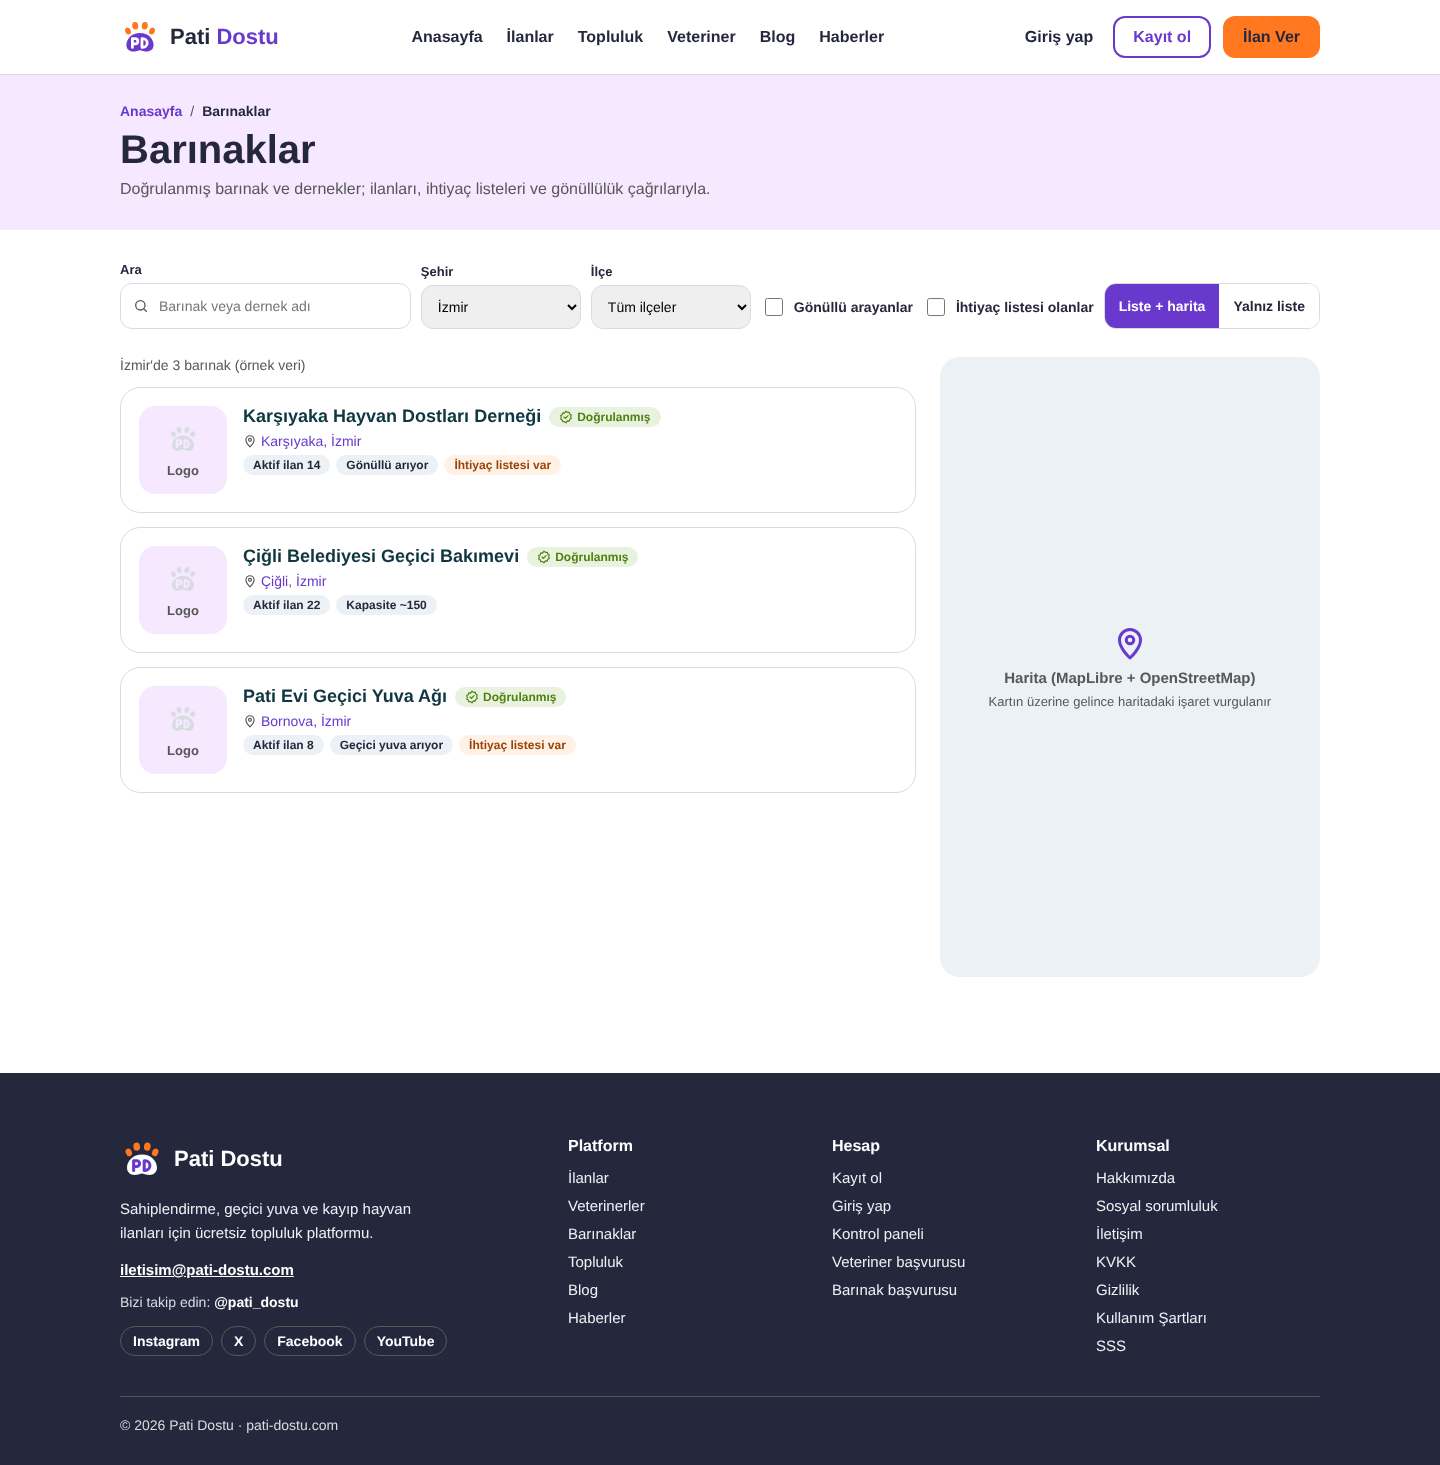 PD Pati Dostu
Anasayfa İlanlar Topluluk Veteriner Blog Haberler
Giriş yap Kayıt ol İlan Ver
Anasayfa / Barınaklar
Barınaklar
Doğrulanmış barınak ve dernekler; ilanları, ihtiyaç listeleri ve gönüllülük çağrılarıyla.
Ara
Barınak veya dernek adı
Şehir
İzmir
İlçe
Tüm ilçeler
Gönüllü arayanlar
İhtiyaç listesi olanlar
Liste + harita
Yalnız liste
İzmir'de 3 barınak (örnek veri)
PD
Logo
Karşıyaka Hayvan Dostları Derneği Doğrulanmış
Karşıyaka, İzmir
Aktif ilan 14 Gönüllü arıyor İhtiyaç listesi var
PD
Logo
Çiğli Belediyesi Geçici Bakımevi Doğrulanmış
Çiğli, İzmir
Aktif ilan 22 Kapasite ~150
PD
Logo
Pati Evi Geçici Yuva Ağı Doğrulanmış
Bornova, İzmir
Aktif ilan 8 Geçici yuva arıyor İhtiyaç listesi var
Harita (MapLibre + OpenStreetMap)
Kartın üzerine gelince haritadaki işaret vurgulanır
PD Pati Dostu
Sahiplendirme, geçici yuva ve kayıp hayvan
ilanları için ücretsiz topluluk platformu.
iletisim@pati-dostu.com
Bizi takip edin: @pati_dostu
Instagram X Facebook YouTube
Platform
İlanlar
Veterinerler
Barınaklar
Topluluk
Blog
Haberler
Hesap
Kayıt ol
Giriş yap
Kontrol paneli
Veteriner başvurusu
Barınak başvurusu
Kurumsal
Hakkımızda
Sosyal sorumluluk
İletişim
KVKK
Gizlilik
Kullanım Şartları
SSS
© 2026 Pati Dostu · pati-dostu.com